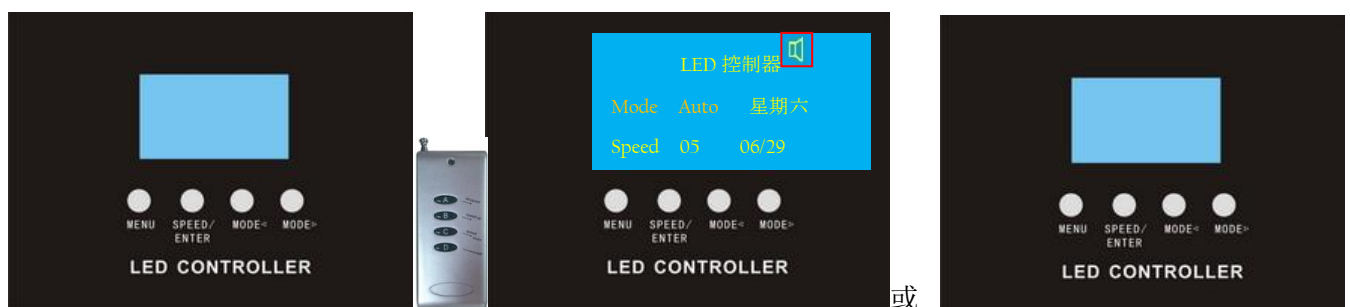 MENU SPEED/ MODE< MODE>
ENTER
LED CONTROLLER
A
B
C
D
LED 控制器
Mode Auto 星期六
Speed 05 06/29
MENU SPEED/ MODE< MODE>
ENTER
LED CONTROLLER
或
MENU SPEED/ MODE< MODE>
ENTER
LED CONTROLLER